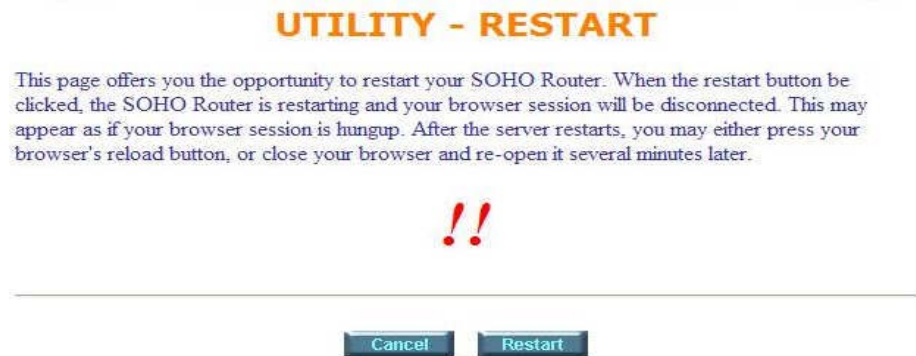 UTILITY - RESTART
This page offers you the opportunity to restart your SOHO Router. When the restart button be
clicked, the SOHO Router is restarting and your browser session will be disconnected. This may
appear as if your browser session is hungup. After the server restarts, you may either press your
browser's reload button, or close your browser and re-open it several minutes later.
!!
Cancel Restart